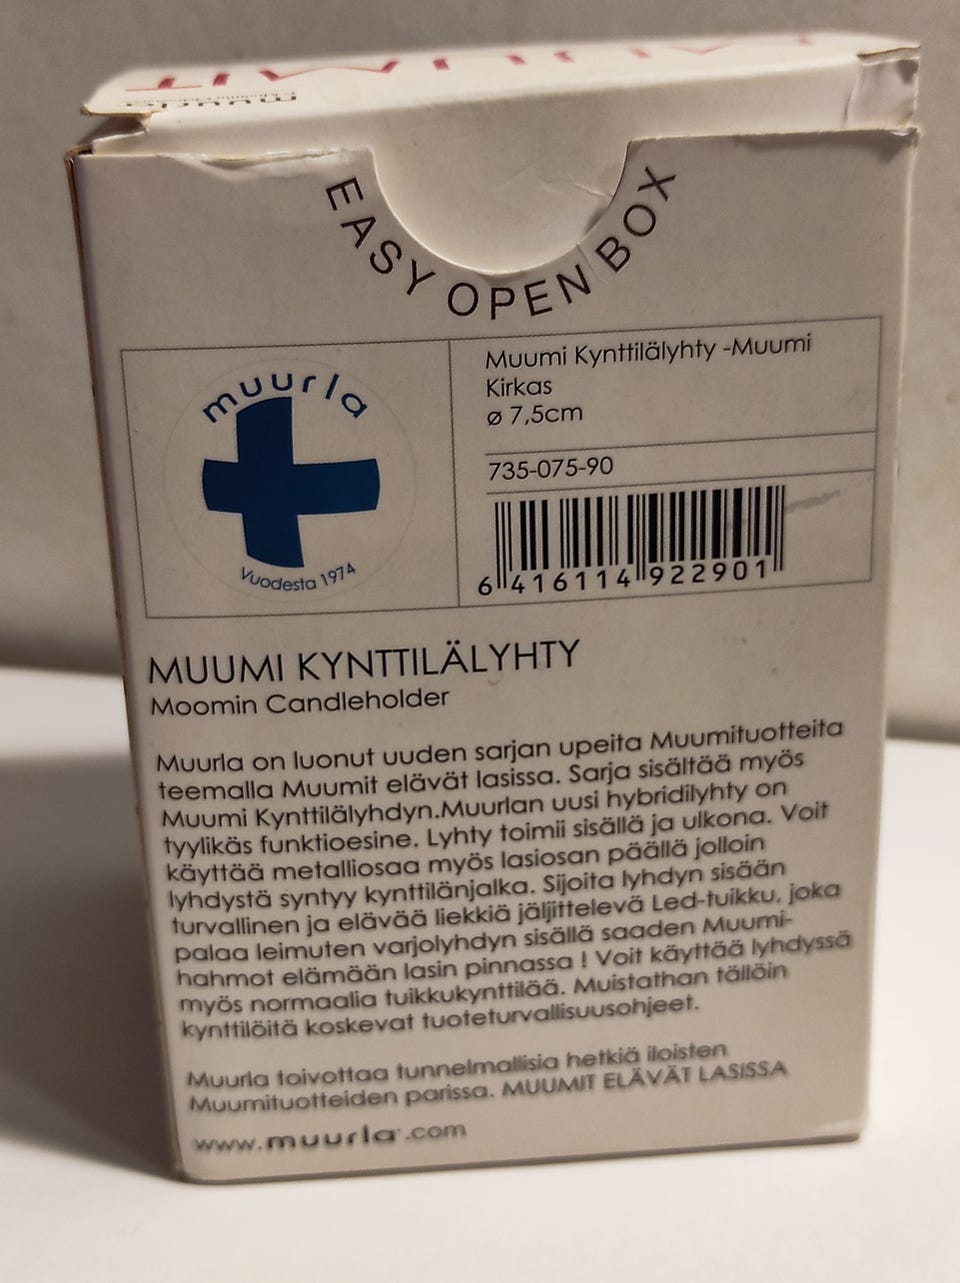 muurla
EASY OPEN BOX
muurla
Vuodesta 1974
Muumi Kynttilälyhty -Muumi
Kirkas
ø 7,5cm
735-075-90
6 416114 922901
MUUMI KYNTTILÄLYHTY
Moomin Candleholder
Muurla on luonut uuden sarjan upeita Muumituotteita
teemalla Muumit elävät lasissa. Sarja sisältää myös
Muumi Kynttilälyhdyn.Muurlan uusi hybridilyhty on
tyylikäs funktioesine. Lyhty toimii sisällä ja ulkona. Voit
käyttää metalliosaa myös lasiosan päällä jolloin
lyhdystä syntyy kynttilänjalka. Sijoita lyhdyn sisään
turvallinen ja elävää liekkiä jäljittelevä Led-tuikku, joka
palaa leimuten varjolyhdyn sisällä saaden Muumi-
hahmot elämään lasin pinnassa ! Voit käyttää lyhdyssä
myös normaalia tuikkukynttilää. Muistathan tällöin
kynttilöitä koskevat tuoteturvallisuusohjeet.
Muurla toivottaa tunnelmallisia hetkiä iloisten
Muumituotteiden parissa. MUUMIT ELÄVÄT LASISSA
www.muurla.com